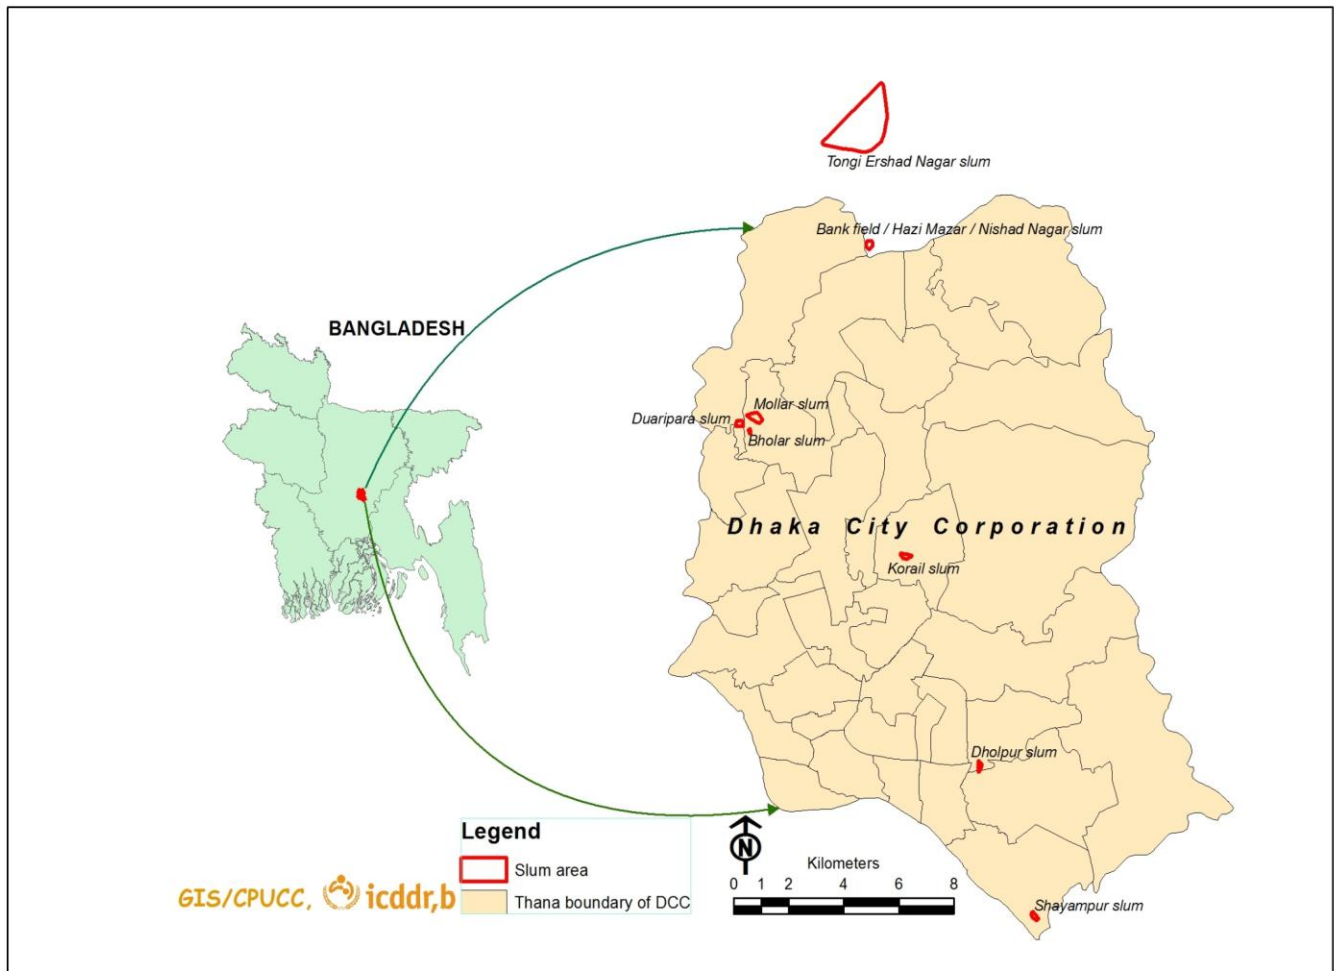 Tongi Ershad Nagar slum
Bank field / Hazi Mazar / Nishad Nagar slum
BANGLADESH
Mollar slum
Duaripara slum
Bholar slum
Dhaka City Corporation
Korail slum
Dholpur slum
Legend
Slum area
Thana boundary of DCC
GIS/CPUCC, icddr,b
N
Kilometers
0 1 2 4 6 8
Shayampur slum